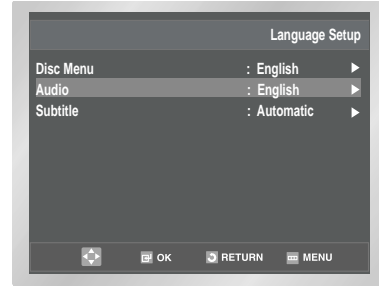 Language Setup
Disc Menu : English ►
Audio : English ►
Subtitle : Automatic ►
OK RETURN MENU